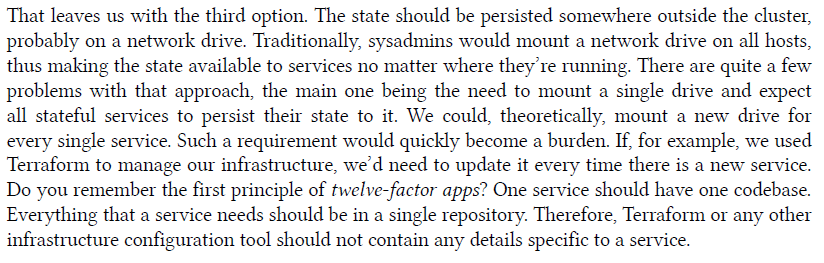 That leaves us with the third option. The state should be persisted somewhere outside the cluster,
probably on a network drive. Traditionally, sysadmins would mount a network drive on all hosts,
thus making the state available to services no matter where they’re running. There are quite a few
problems with that approach, the main one being the need to mount a single drive and expect
all stateful services to persist their state to it. We could, theoretically, mount a new drive for
every single service. Such a requirement would quickly become a burden. If, for example, we used
Terraform to manage our infrastructure, we’d need to update it every time there is a new service.
Do you remember the first principle of twelve-factor apps? One service should have one codebase.
Everything that a service needs should be in a single repository. Therefore, Terraform or any other
infrastructure configuration tool should not contain any details specific to a service.